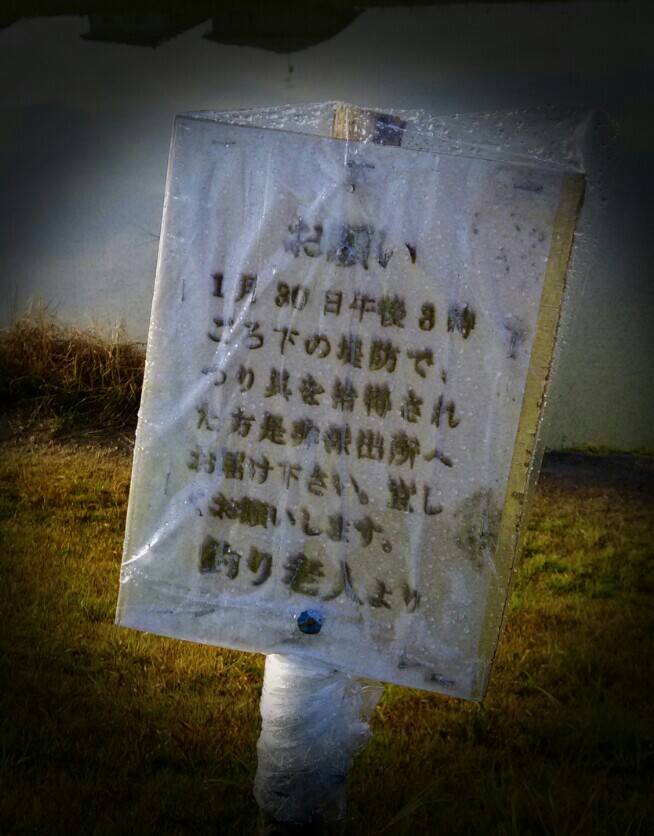 お願い
1月30日午後3時
ごろ下の堤防で、
つり具を拾得され
た方是非派出所へ
お届け下さい。宜し
くお願いします。
釣り老人より